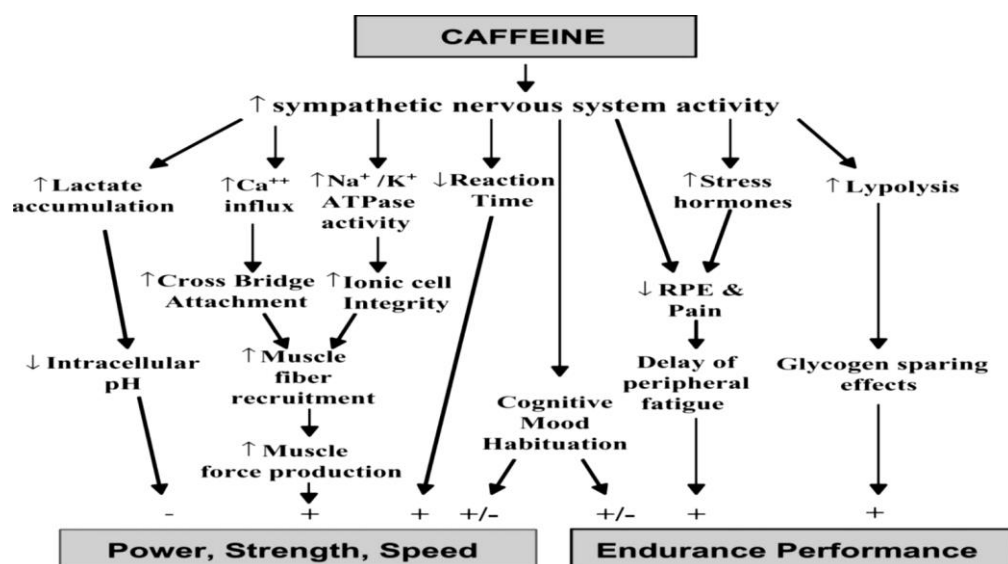 CAFFEINE
↑ sympathetic nervous system activity
↑Lactate
accumulation
↑Ca⁺⁺
influx
↑Na⁺ /K⁺
ATPase
activity
↓Reaction
Time
↑Stress
hormones
↑ Lypolysis
↑Cross Bridge
Attachment
↑Ionic cell
Integrity
↓ RPE &
Pain
↓ Intracellular
pH
↑Muscle
fiber
recruitment
Cognitive
Mood
Habituation
Delay of
peripheral
fatigue
Glycogen sparing
effects
↑Muscle
force production
- + + +/- +/- + +
Power, Strength, Speed
Endurance Performance